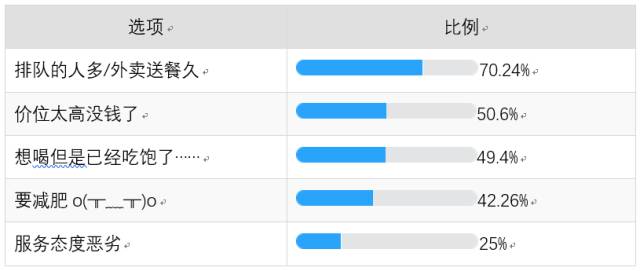 选项 比例
排队的人多/外卖送餐久 70.24%
价位太高没钱了 50.6%
想喝但是已经吃饱了…… 49.4%
要减肥 o(╥﹏╥)o 42.26%
服务态度恶劣 25%